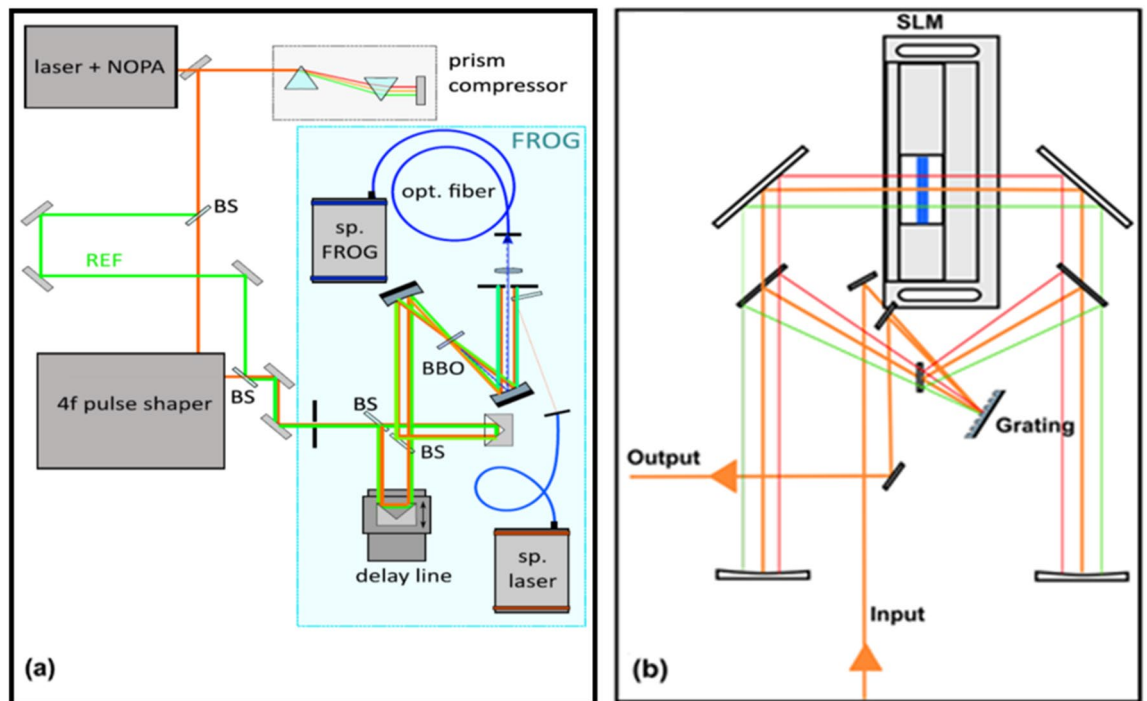 laser + NOPA
prism
compressor
FROG
opt. fiber
BS
sp.
FROG
REF
BBO
4f pulse shaper
BS
BS
BS
delay line
sp.
laser
(a)
SLM
Grating
Output
Input
(b)